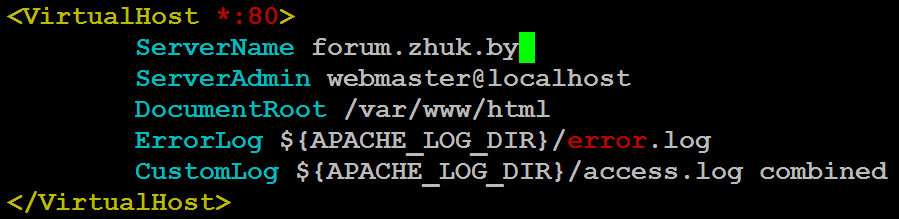 <VirtualHost *:80>
ServerName forum.zhuk.by
ServerAdmin webmaster@localhost
DocumentRoot /var/www/html
ErrorLog ${APACHE_LOG_DIR}/error.log
CustomLog ${APACHE_LOG_DIR}/access.log combined
</VirtualHost>